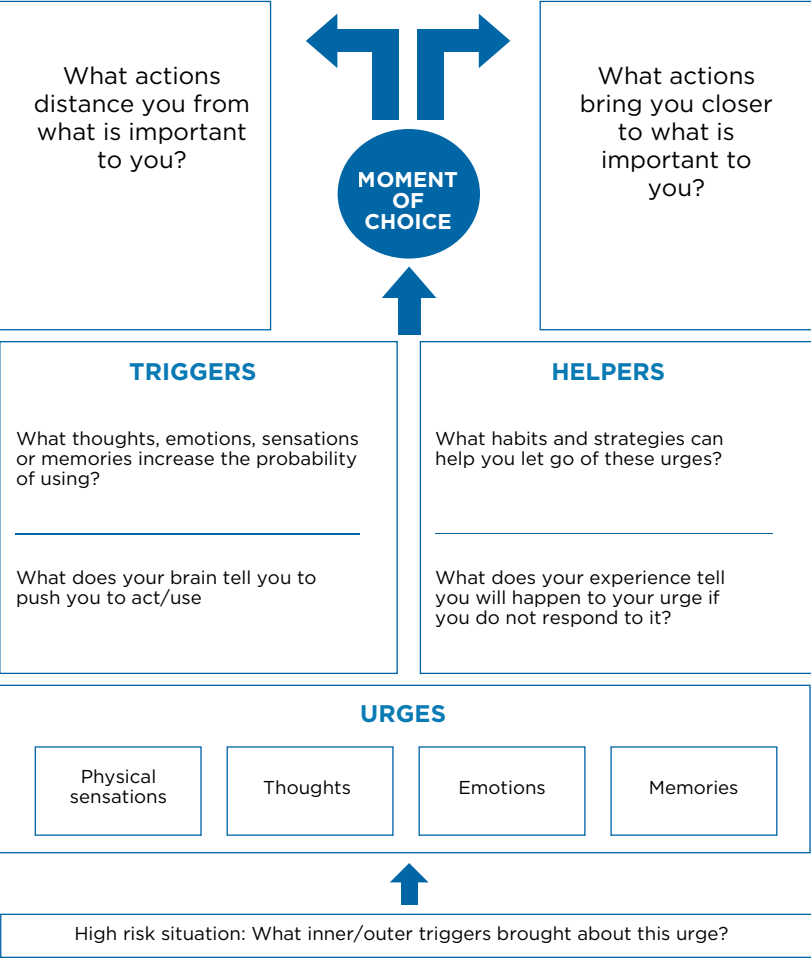 What actions
distance you from
what is important
to you?
MOMENT
OF
CHOICE
What actions
bring you closer
to what is
important to
you?
TRIGGERS
What thoughts, emotions, sensations
or memories increase the probability
of using?
What does your brain tell you to
push you to act/use
HELPERS
What habits and strategies can
help you let go of these urges?
What does your experience tell
you will happen to your urge if
you do not respond to it?
URGES
Physical
sensations
Thoughts
Emotions
Memories
High risk situation: What inner/outer triggers brought about this urge?